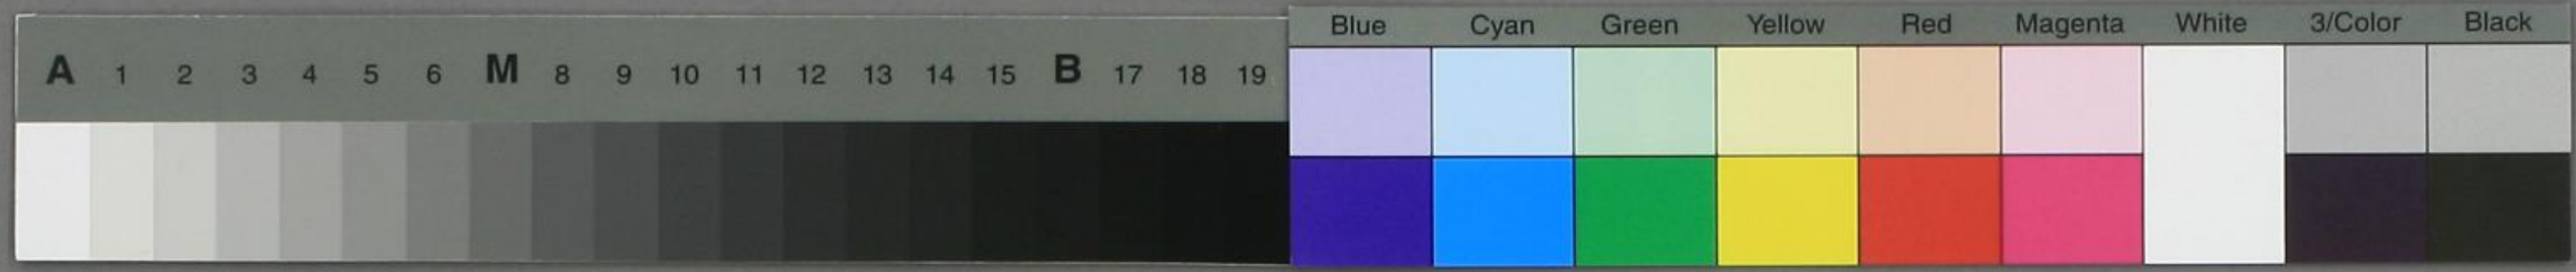 A 1 2 3 4 5 6 M 8 9 10 11 12 13 14 15 B 17 18 19
Blue Cyan Green Yellow Red Magenta White 3/Color Black